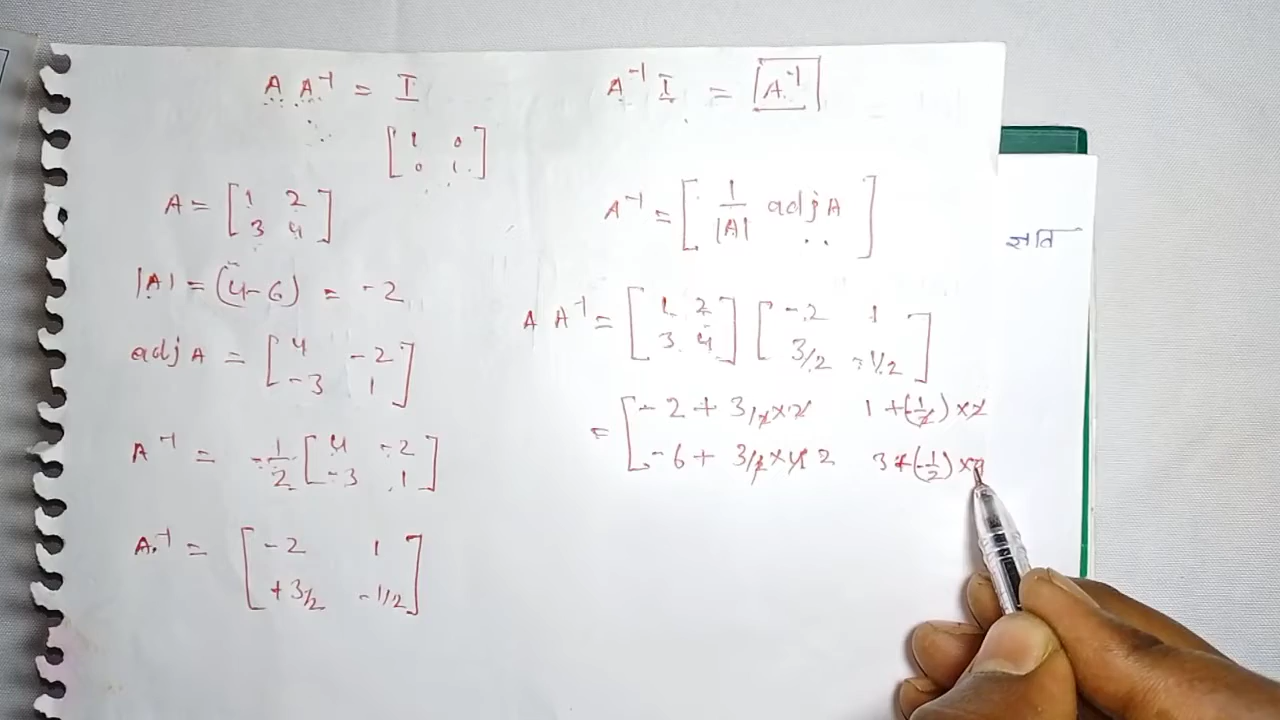 A A⁻¹ = I
[1 0
0 1]
A = [1 2
3 4]
|A| = (4-6) = -2
adj A = [4 -2
-3 1]
A⁻¹ = -1/2 [4 -2
-3 1]
A⁻¹ = [-2 1
+3/2 -1/2]
A⁻¹ I = A⁻¹
A⁻¹ = [1/|A| adj A]
A A⁻¹ = [1 2
3 4] [-2 1
3/2 -1/2]
= [-2 + 3/2×2 1 + (-1/2)×2
-6 + 3/2×4 2 3 + (-1/2)×